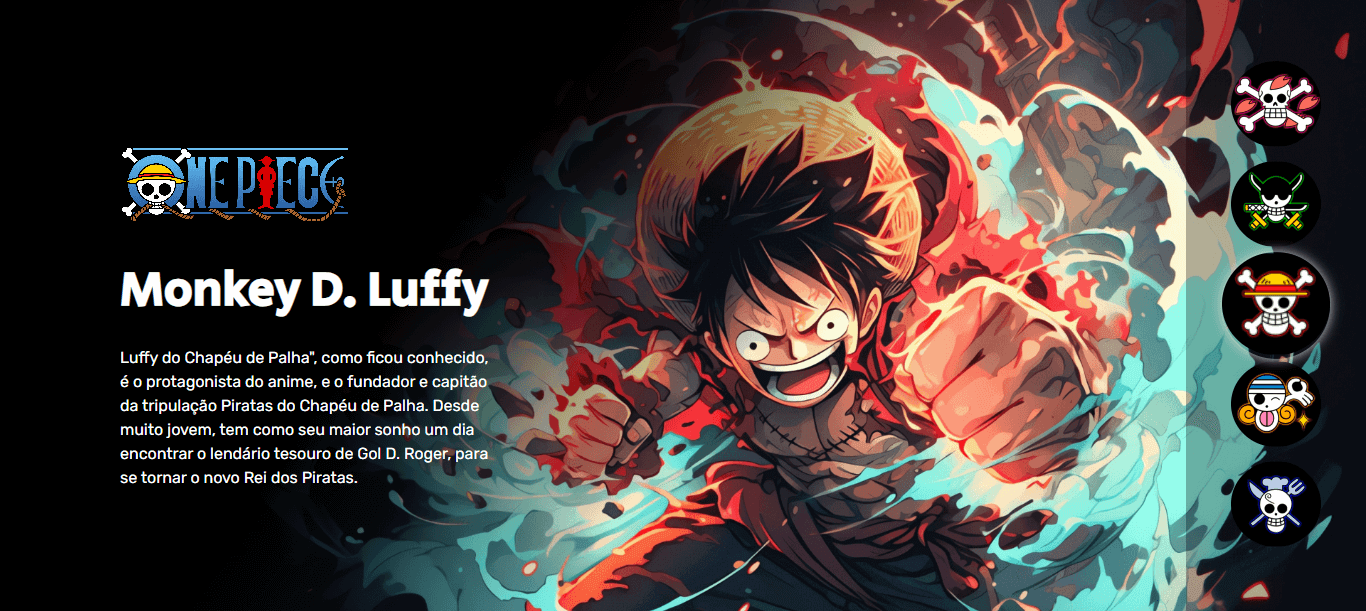 ONE PIECE
Monkey D. Luffy
Luffy do Chapéu de Palha", como ficou conhecido,
é o protagonista do anime, e o fundador e capitão
da tripulação Piratas do Chapéu de Palha. Desde
muito jovem, tem como seu maior sonho um dia
encontrar o lendário tesouro de Gol D. Roger, para
se tornar o novo Rei dos Piratas.